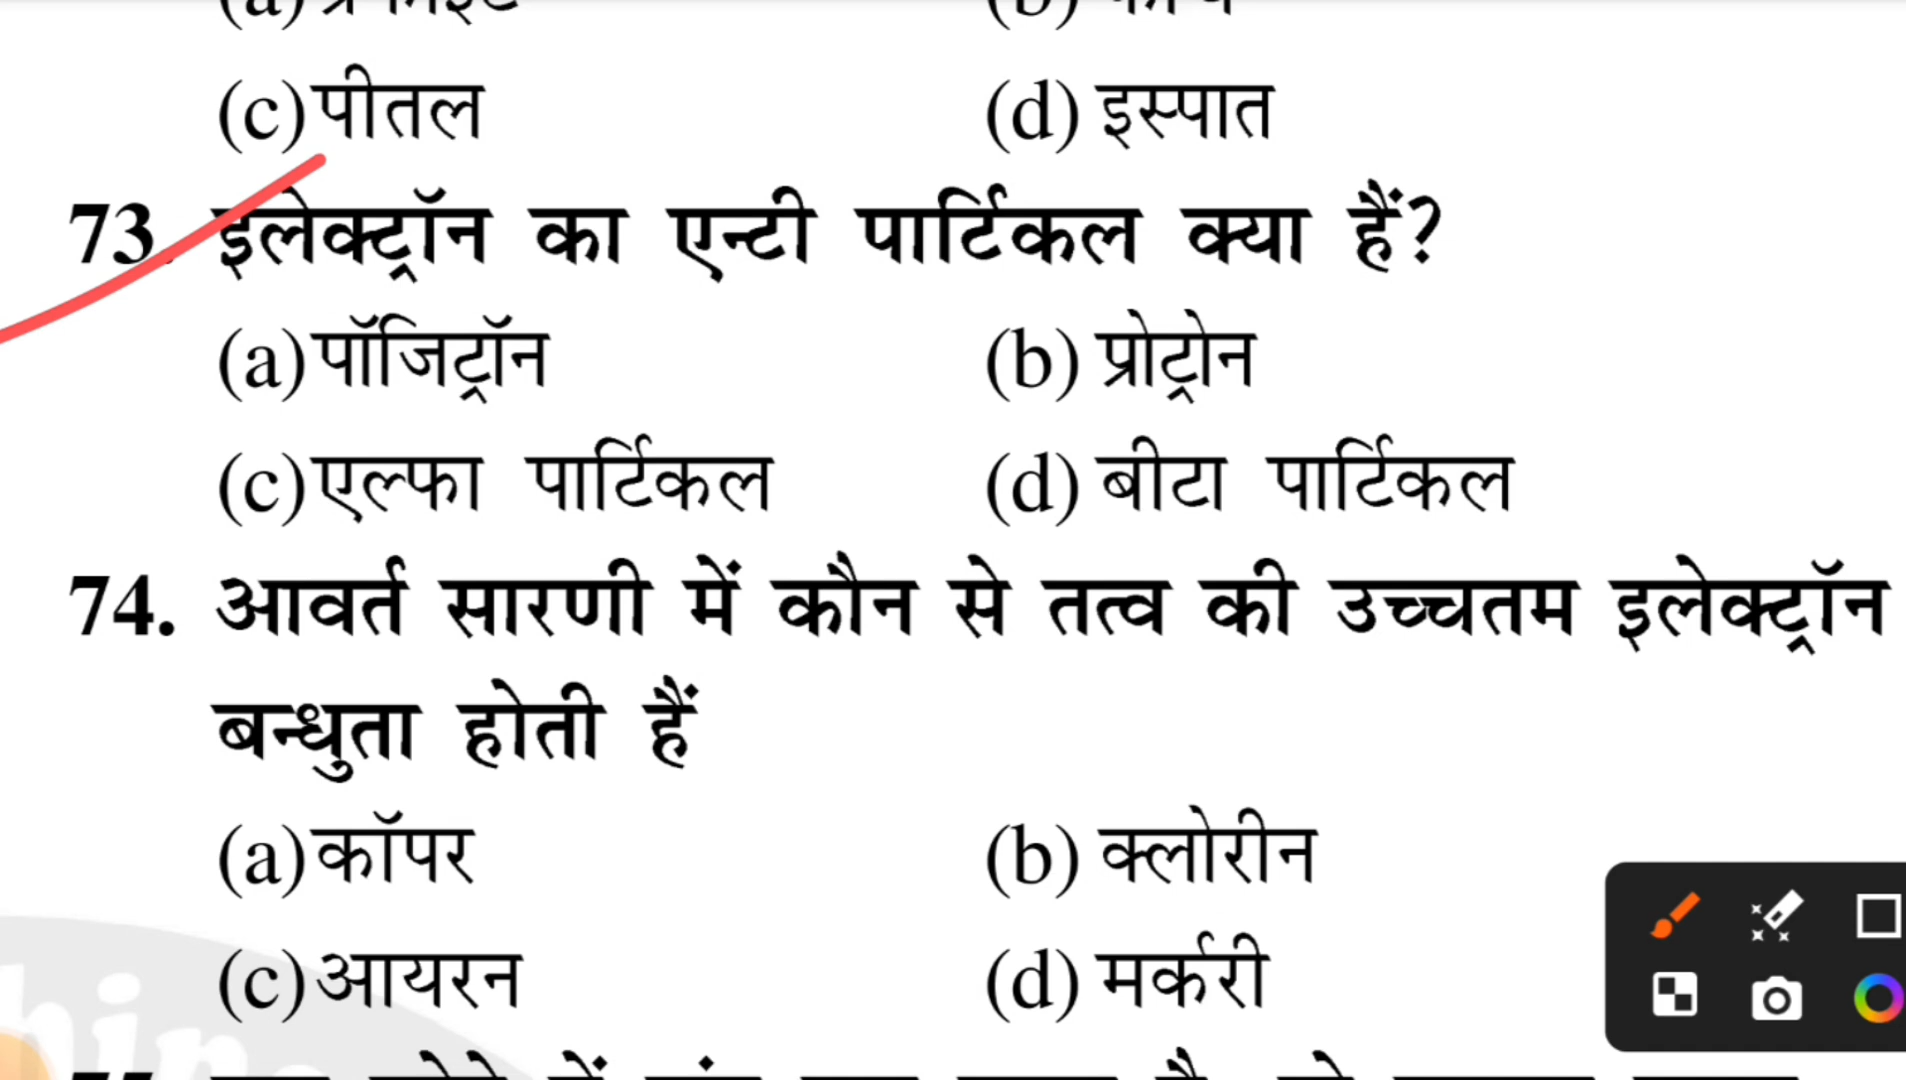 (c) पीतल (d) इस्पात
73. इलेक्ट्रॉन का एन्टी पार्टिकल क्या हैं?
(a) पॉजिट्रॉन (b) प्रोट्रोन
(c) एल्फा पार्टिकल (d) बीटा पार्टिकल
74. आवर्त सारणी में कौन से तत्व की उच्चतम इलेक्ट्रॉन
बन्धुता होती हैं
(a) कॉपर (b) क्लोरीन
(c) आयरन (d) मर्करी